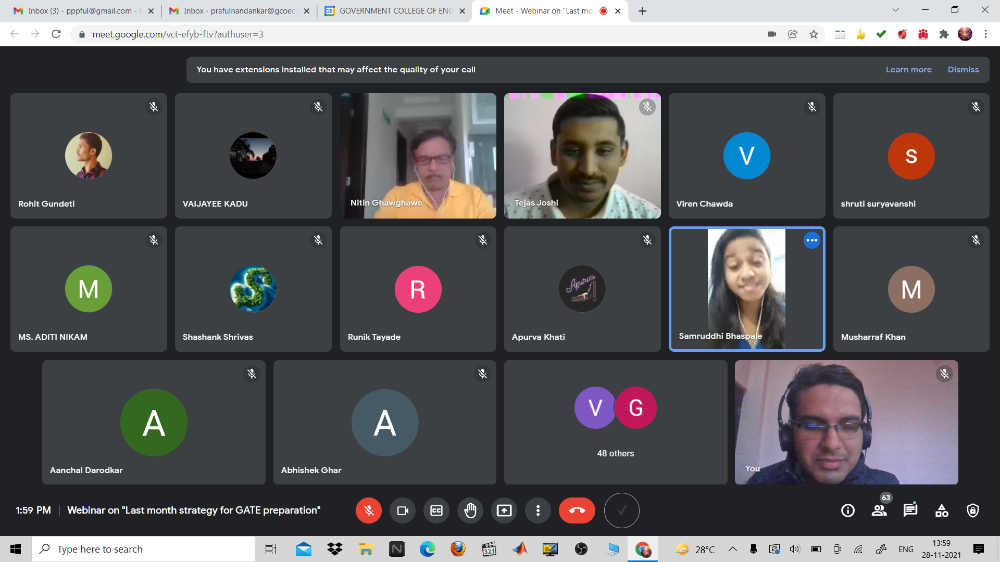 Inbox (3) - pppful@gmail.com - G
Inbox - prafulnandankar@gcoec.
GOVERNMENT COLLEGE OF ENG
Meet - Webinar on "Last mo
meet.google.com/vct-efyb-ftv?authuser=3
You have extensions installed that may affect the quality of your call
Learn more
Dismiss
Rohit Gundeti
VAIJAYEE KADU
Nitin Ghawghawe
Tejas Joshi
V
Viren Chawda
s
shruti suryavanshi
M
MS. ADITI NIKAM
Shashank Shrivas
R
Runik Tayade
Apurva
Apurva Khati
Samruddhi Bhaspale
M
Musharraf Khan
A
Aanchal Darodkar
A
Abhishek Ghar
V
G
48 others
You
1:59 PM
Webinar on "Last month strategy for GATE preparation"
63
Type here to search
28°C
ENG
13:59
28-11-2021